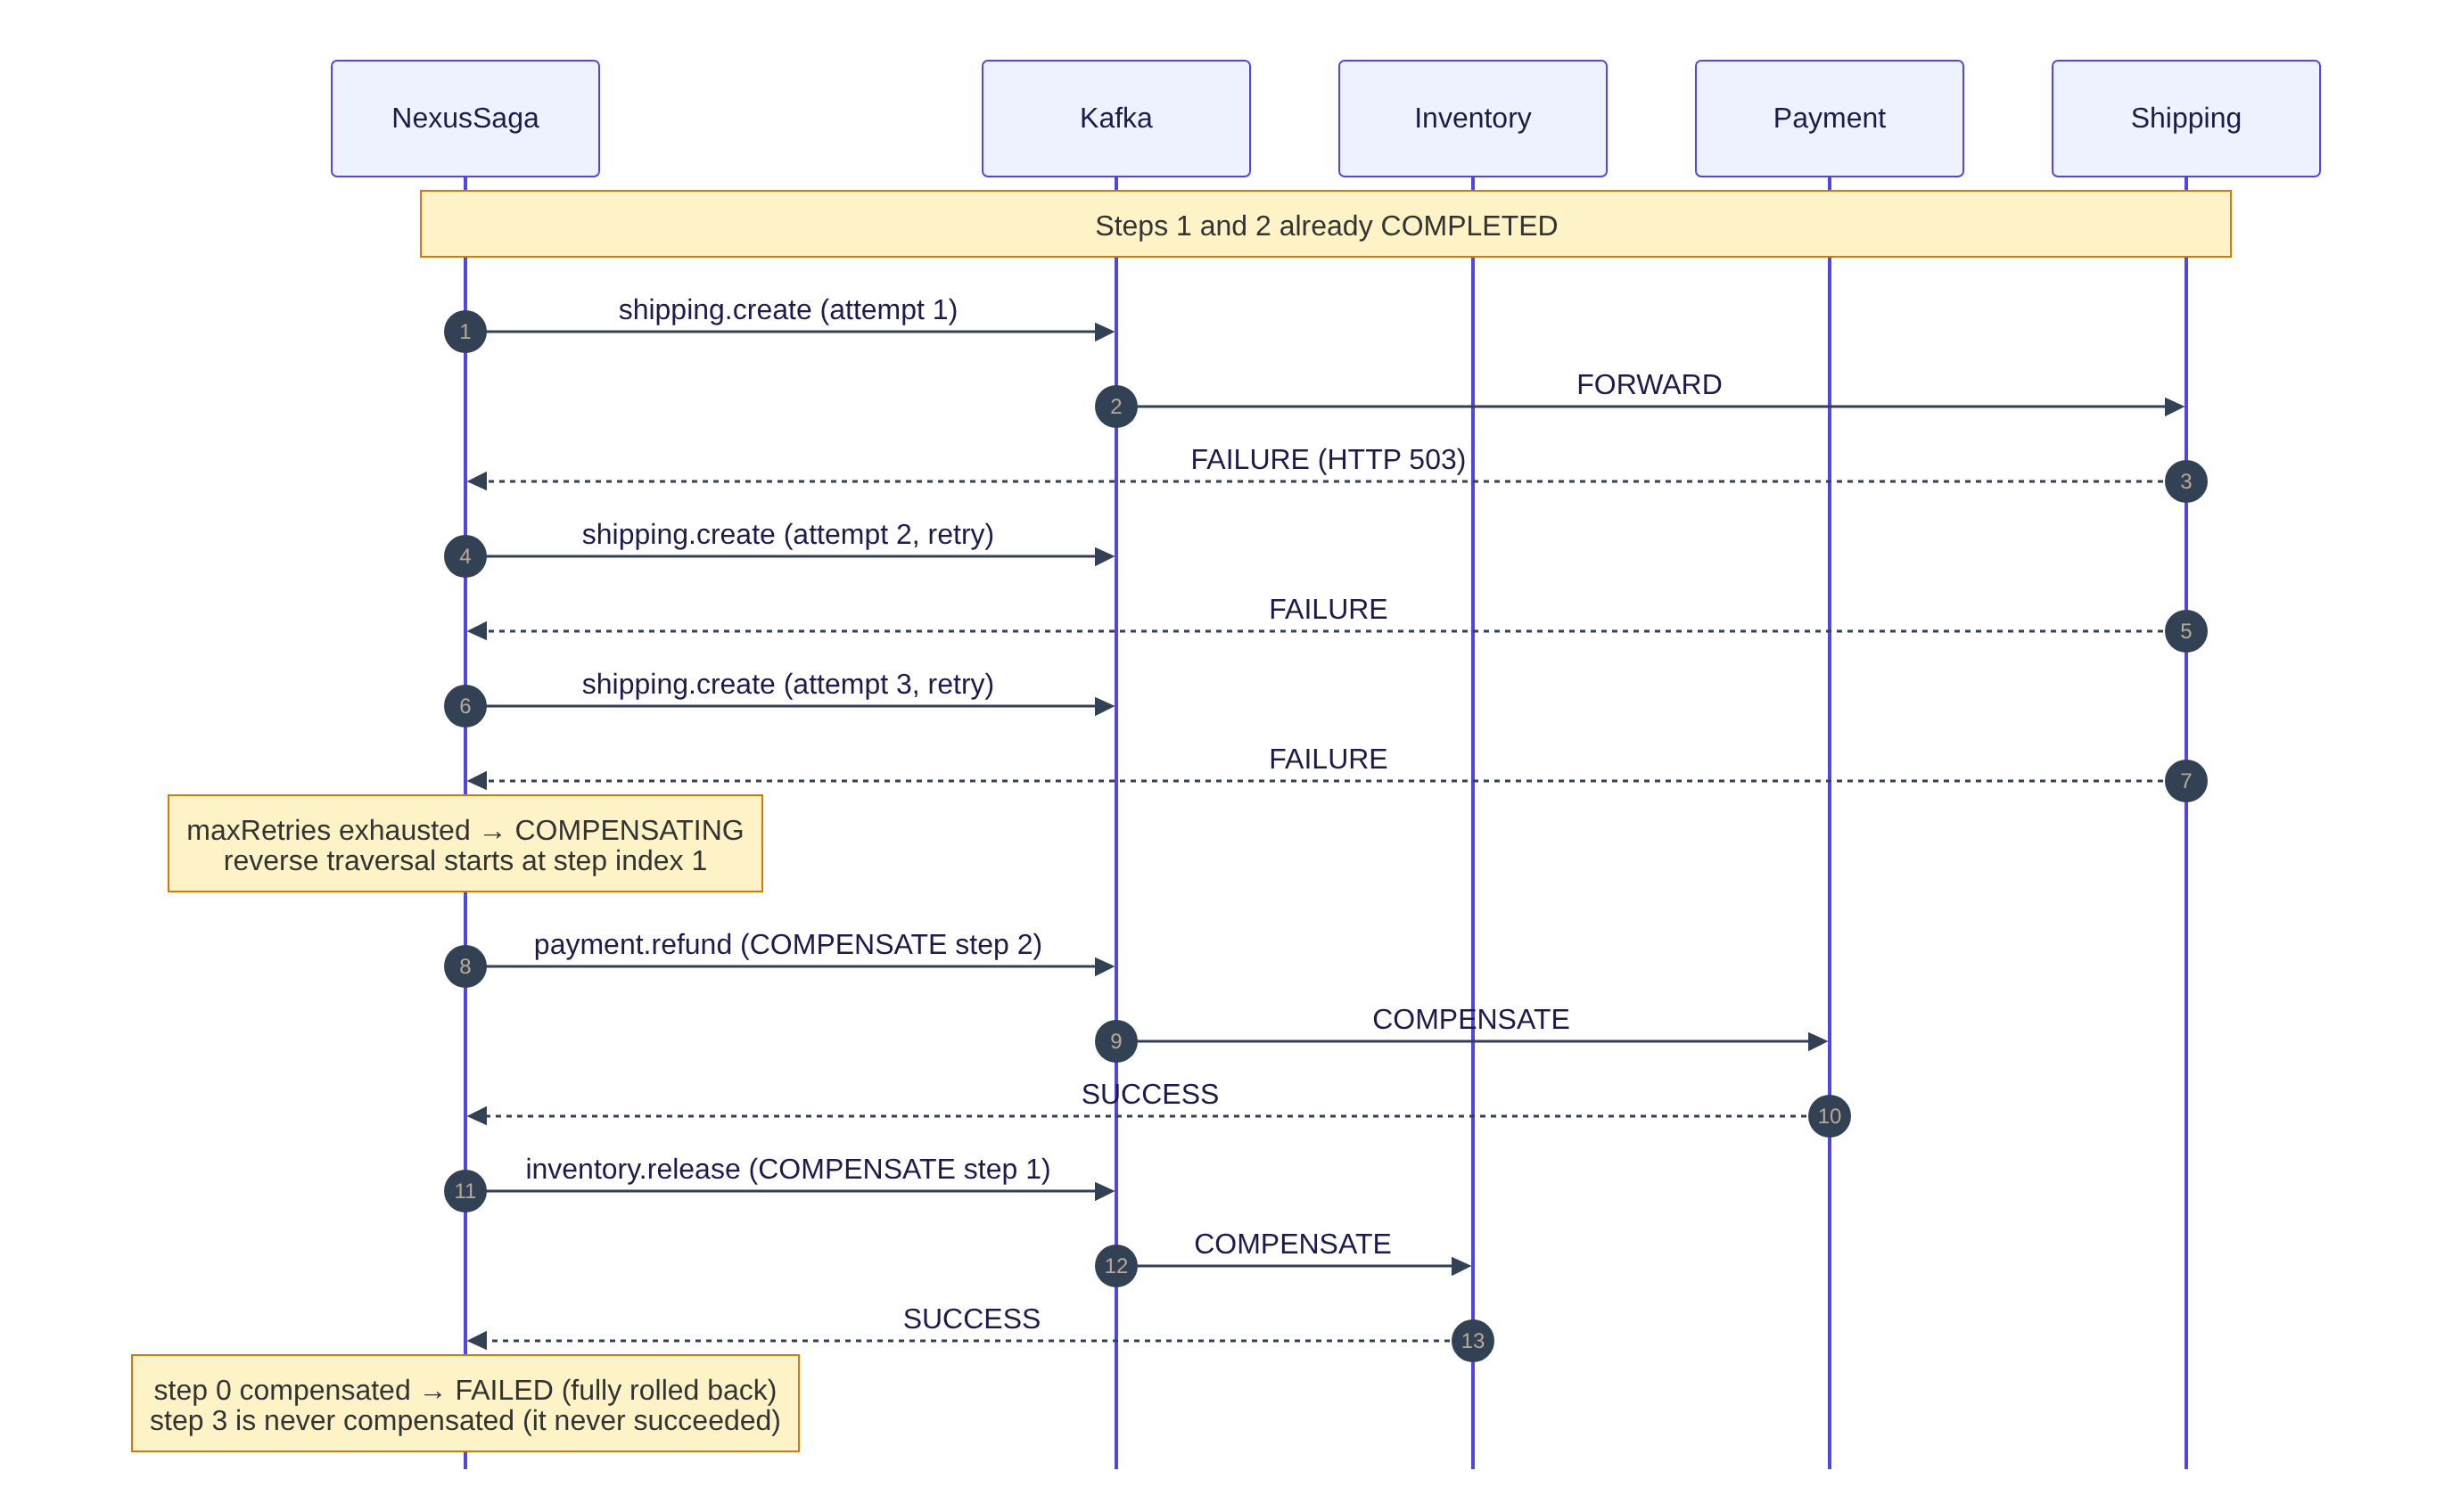 NexusSaga
Kafka
Inventory
Payment
Shipping
Steps 1 and 2 already COMPLETED
shipping.create (attempt 1)
1
FORWARD
2
FAILURE (HTTP 503)
3
shipping.create (attempt 2, retry)
4
FAILURE
5
shipping.create (attempt 3, retry)
6
FAILURE
7
maxRetries exhausted → COMPENSATING
reverse traversal starts at step index 1
payment.refund (COMPENSATE step 2)
8
COMPENSATE
9
SUCCESS
10
inventory.release (COMPENSATE step 1)
11
COMPENSATE
12
SUCCESS
13
step 0 compensated → FAILED (fully rolled back)
step 3 is never compensated (it never succeeded)